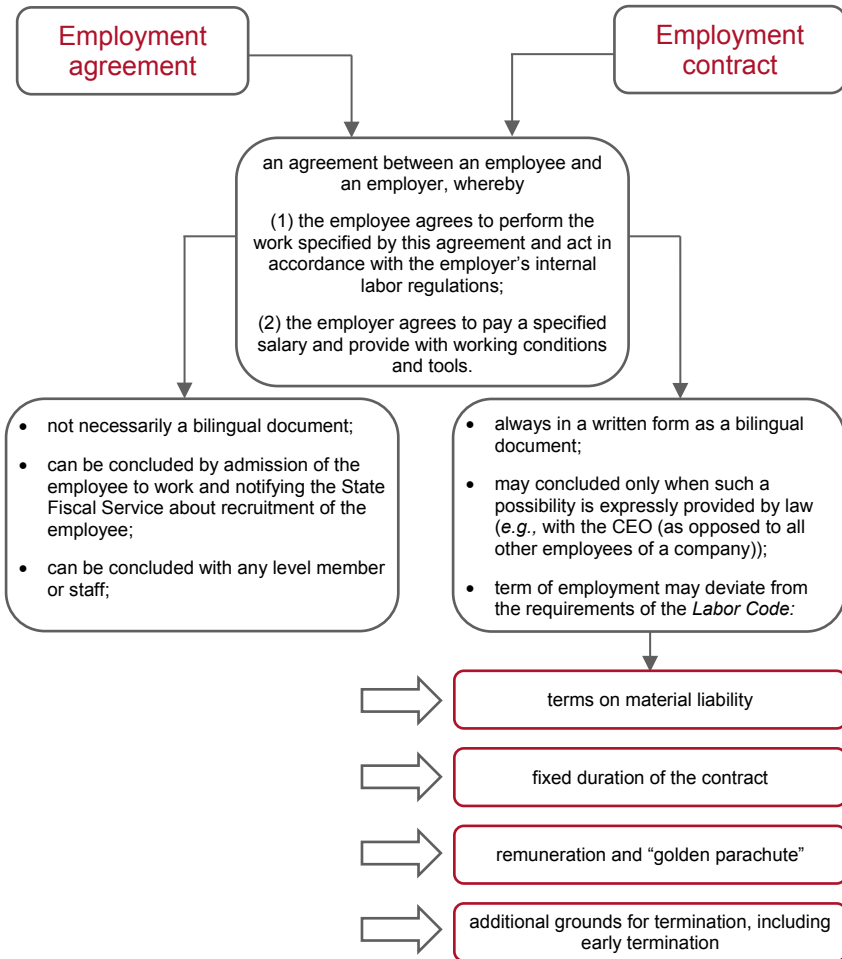 Employment
agreement
Employment
contract
an agreement between an employee and
an employer, whereby
(1) the employee agrees to perform the
work specified by this agreement and act in
accordance with the employer’s internal
labor regulations;
(2) the employer agrees to pay a specified
salary and provide with working conditions
and tools.
• not necessarily a bilingual document;
• can be concluded by admission of the
employee to work and notifying the State
Fiscal Service about recruitment of the
employee;
• can be concluded with any level member
or staff;
• always in a written form as a bilingual
document;
• may concluded only when such a
possibility is expressly provided by law
(e.g., with the CEO (as opposed to all
other employees of a company));
• term of employment may deviate from
the requirements of the Labor Code:
terms on material liability
fixed duration of the contract
remuneration and “golden parachute”
additional grounds for termination, including
early termination